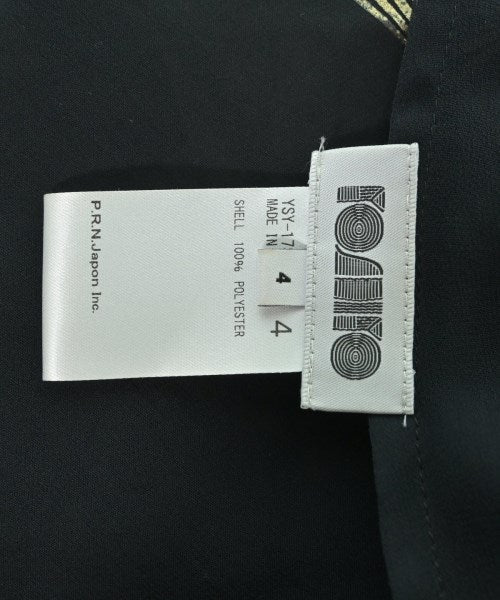 YSY-17
MADE IN
4
4
SHELL 100% POLYESTER
P.R.N.Japon Inc.